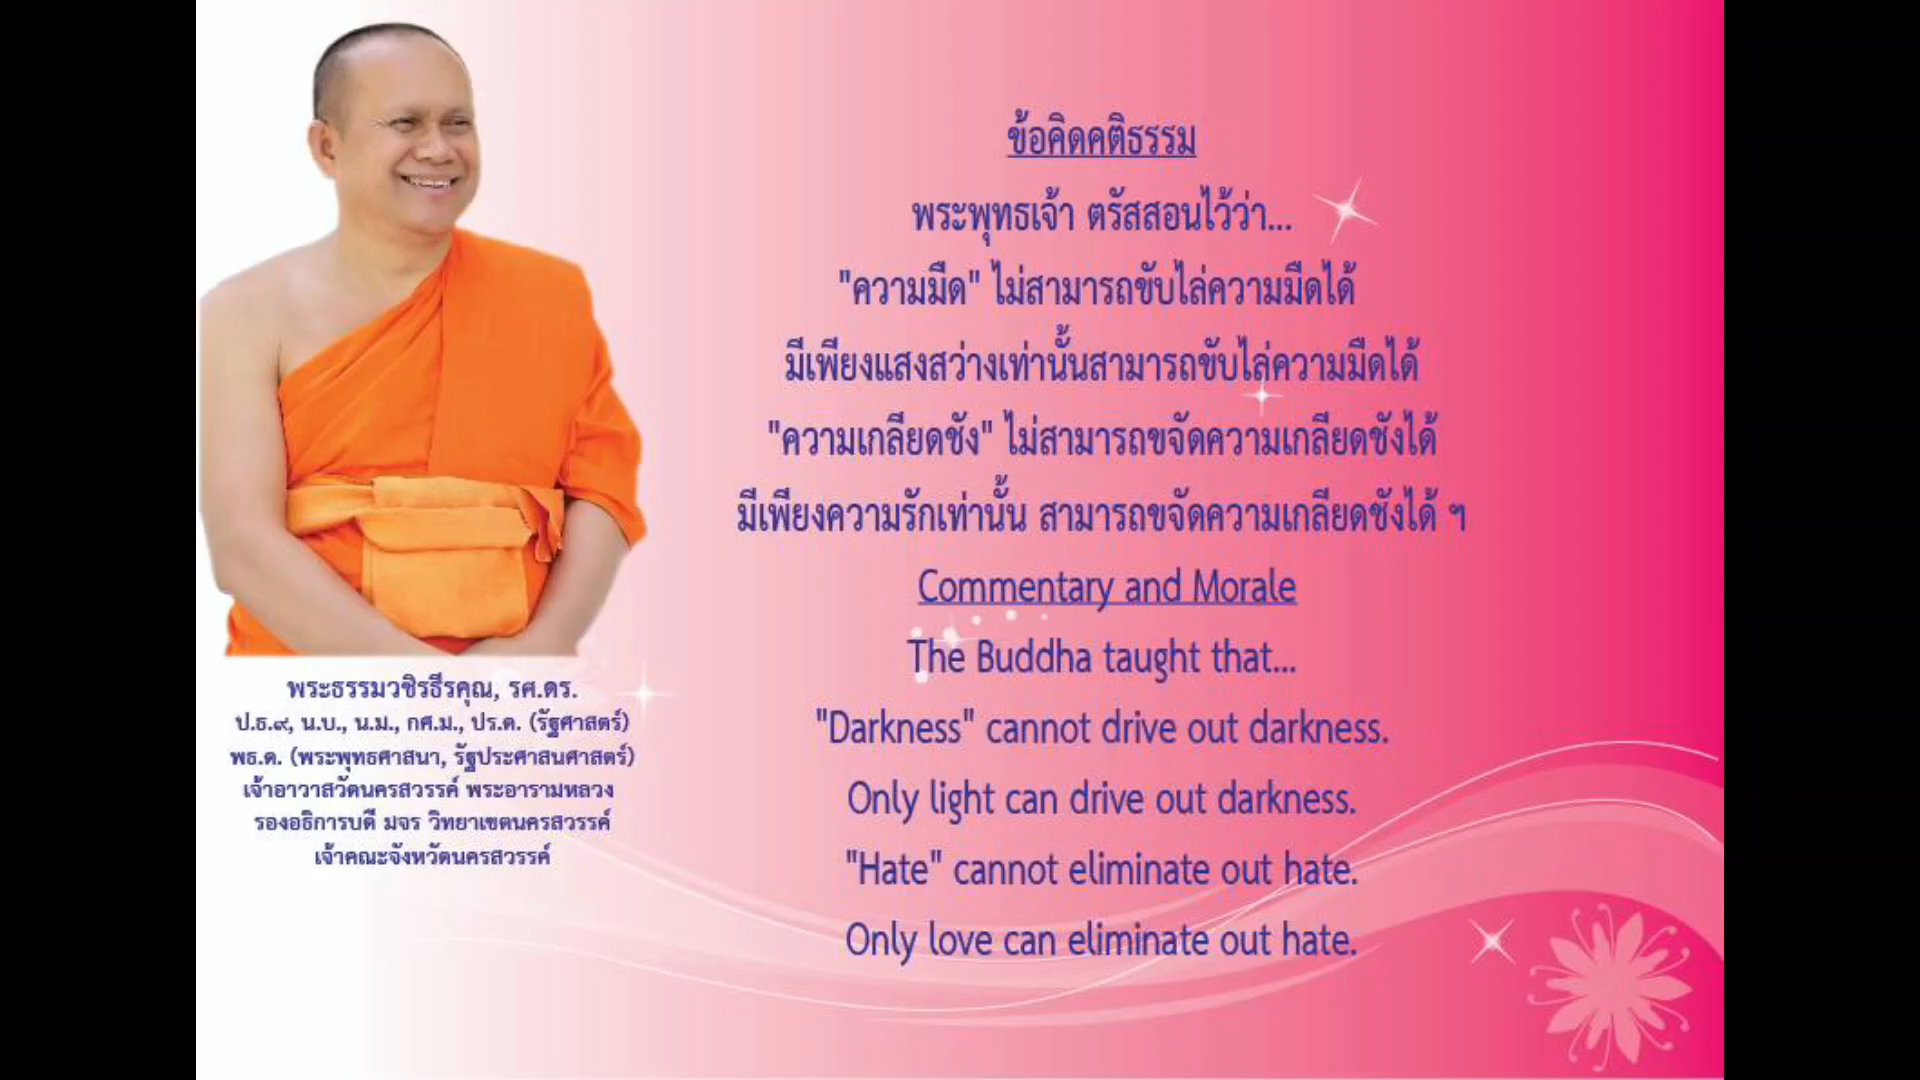 ข้อคิดคติธรรม
พระพุทธเจ้า ตรัสสอนไว้ว่า...
"ความมืด" ไม่สามารถขับไล่ความมืดได้
มีเพียงแสงสว่างเท่านั้นสามารถขับไล่ความมืดได้
"ความเกลียดชัง" ไม่สามารถขจัดความเกลียดชังได้
มีเพียงความรักเท่านั้น สามารถขจัดความเกลียดชังได้ ฯ
Commentary and Morale
The Buddha taught that...
"Darkness" cannot drive out darkness.
Only light can drive out darkness.
"Hate" cannot eliminate out hate.
Only love can eliminate out hate.
พระธรรมวชิรธีรคุณ, รศ.ดร.
ป.ธ.๙, น.บ., น.ม., กศ.ม., ปร.ด. (รัฐศาสตร์)
พธ.ด. (พระพุทธศาสนา, รัฐประศาสนศาสตร์)
เจ้าอาวาสวัดนครสวรรค์ พระอารามหลวง
รองอธิการบดี มจร วิทยาเขตนครสวรรค์
เจ้าคณะจังหวัดนครสวรรค์